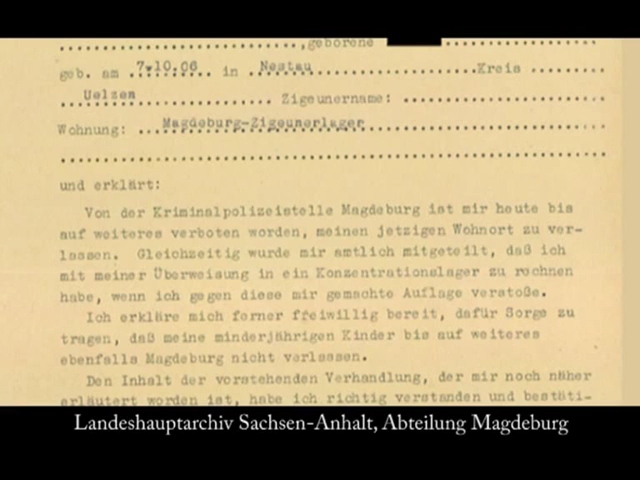 ..............................,geborene ....................
geb. am .7.10.06.. in ..Nestau....................Kreis ........
..Uelzen.................... Zigeunername: ......................
Wohnung: ...Magdeburg-Zigeunerlager..............................
................................................................
und erklärt:
Von der Kriminalpolizeistelle Magdeburg ist mir heute bis
auf weiteres verboten worden, meinen jetzigen Wohnort zu ver-
lassen. Gleichzeitig wurde mir amtlich mitgeteilt, daß ich
mit meiner Überweisung in ein Konzentrationslager zu rechnen
habe, wenn ich gegen diese mir gemachte Auflage verstoße.
Ich erkläre mich ferner freiwillig bereit, dafür Sorge zu
tragen, daß meine minderjährigen Kinder bis auf weiteres
ebenfalls Magdeburg nicht verlassen.
Den Inhalt der vorstehenden Verhandlung, der mir noch näher
erläutert worden ist, habe ich richtig verstanden und bestäti-
Landeshauptarchiv Sachsen-Anhalt, Abteilung Magdeburg